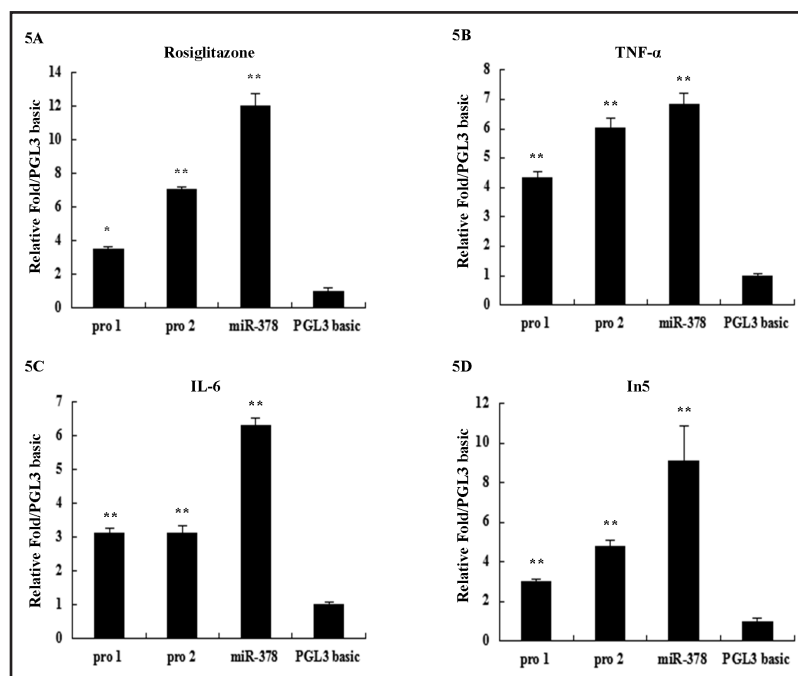 5A
Rosiglitazone
Relative Fold/PGL3 basic
14
12
10
8
6
4
2
0
*
**
**
pro 1 pro 2 miR-378 PGL3 basic
5B
TNF-α
Relative Fold/PGL3 basic
8
7
6
5
4
3
2
1
0
**
**
**
pro 1 pro 2 miR-378 PGL3 basic
5C
IL-6
Relative Fold/PGL3 basic
7
6
5
4
3
2
1
0
**
**
**
pro 1 pro 2 miR-378 PGL3 basic
5D
In5
Relative Fold/PGL3 basic
12
10
8
6
4
2
0
**
**
**
pro 1 pro 2 miR-378 PGL3 basic